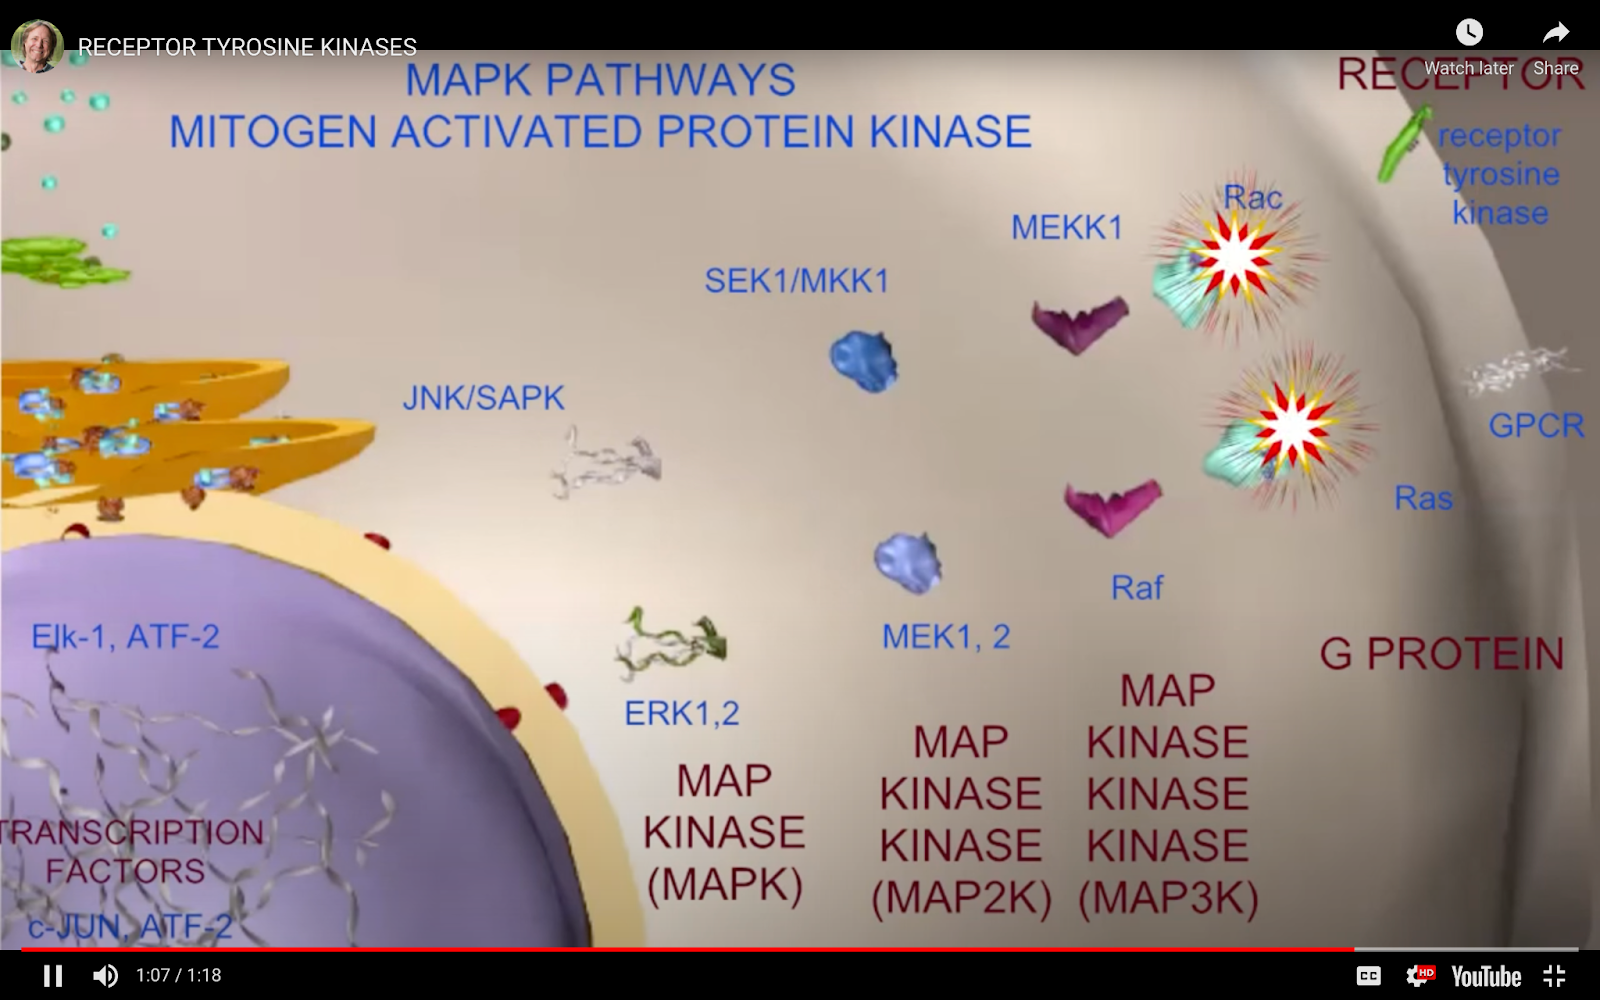 RECEPTOR TYROSINE KINASES
Watch later
Share
MAPK PATHWAYS
MITOGEN ACTIVATED PROTEIN KINASE
RECEPTOR
receptor
tyrosine
kinase
Rac
MEKK1
SEK1/MKK1
JNK/SAPK
GPCR
Ras
Raf
MEK1, 2
ERK1,2
Elk-1, ATF-2
G PROTEIN
MAP
KINASE
KINASE
KINASE
(MAP3K)
MAP
KINASE
KINASE
(MAP2K)
MAP
KINASE
(MAPK)
TRANSCRIPTION
FACTORS
c-JUN, ATF-2
1:07 / 1:18
CC
HD
YouTube